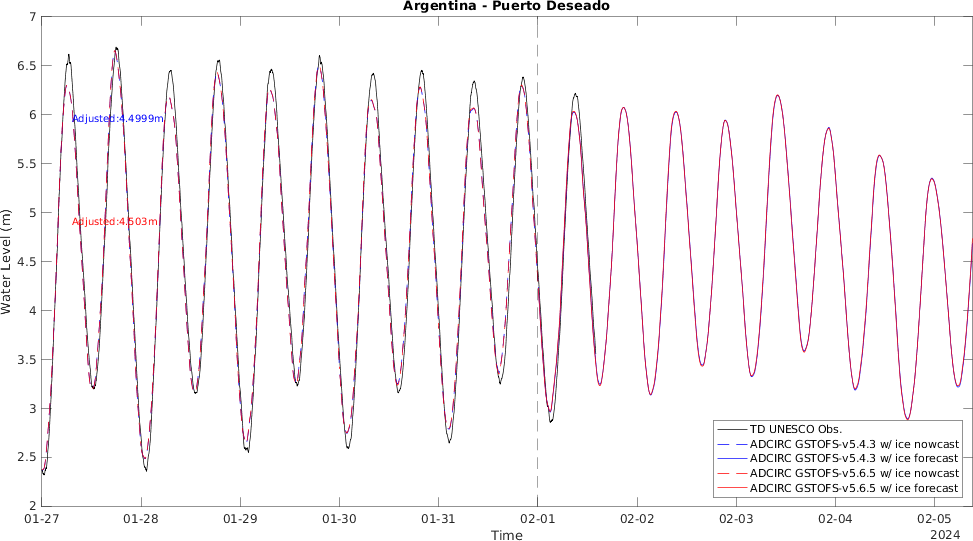 Argentina - Puerto Deseado
Water Level (m)
7
6.5
6
5.5
5
4.5
4
3.5
3
2.5
2
Adjusted:4.4999m
Adjusted:4.503m
TD UNESCO Obs.
ADCIRC GSTOFS-v5.4.3 w/ ice nowcast
ADCIRC GSTOFS-v5.4.3 w/ ice forecast
ADCIRC GSTOFS-v5.6.5 w/ ice nowcast
ADCIRC GSTOFS-v5.6.5 w/ ice forecast
01-27 01-28 01-29 01-30 01-31 02-01 02-02 02-03 02-04 02-05
2024
Time